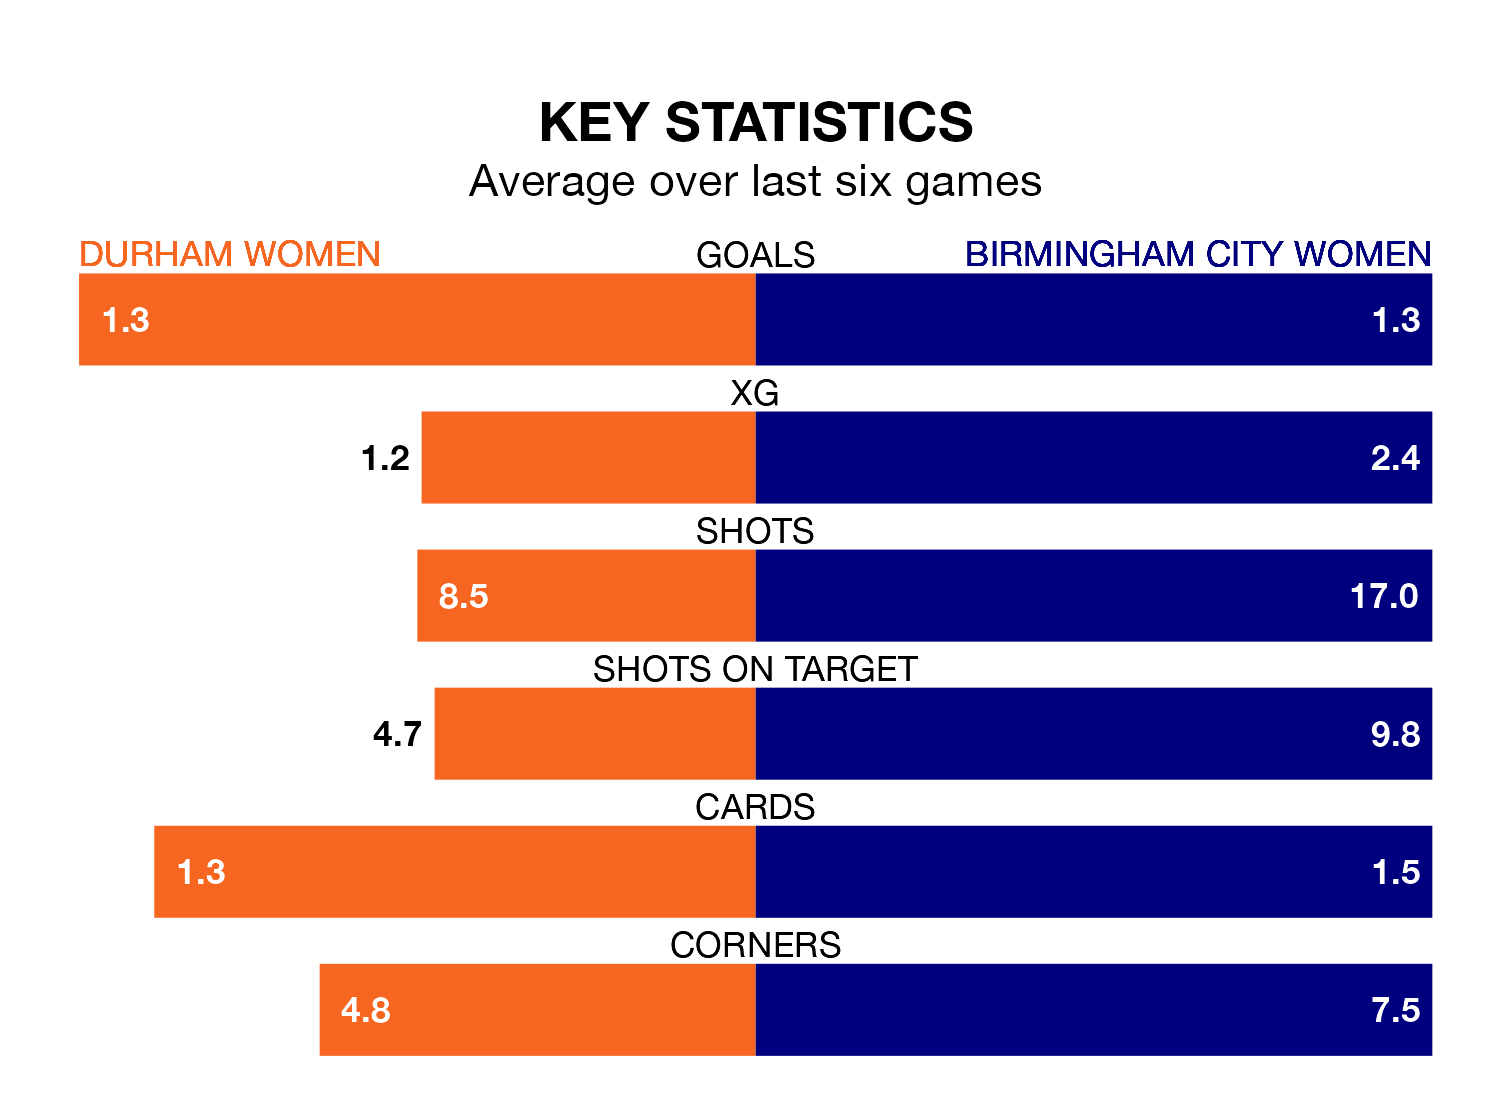 KEY STATISTICS
Average over last six games
DURHAM WOMEN GOALS BIRMINGHAM CITY WOMEN
1.3 1.3
XG
1.2 2.4
SHOTS
8.5 17.0
SHOTS ON TARGET
4.7 9.8
CARDS
1.3 1.5
CORNERS
4.8 7.5